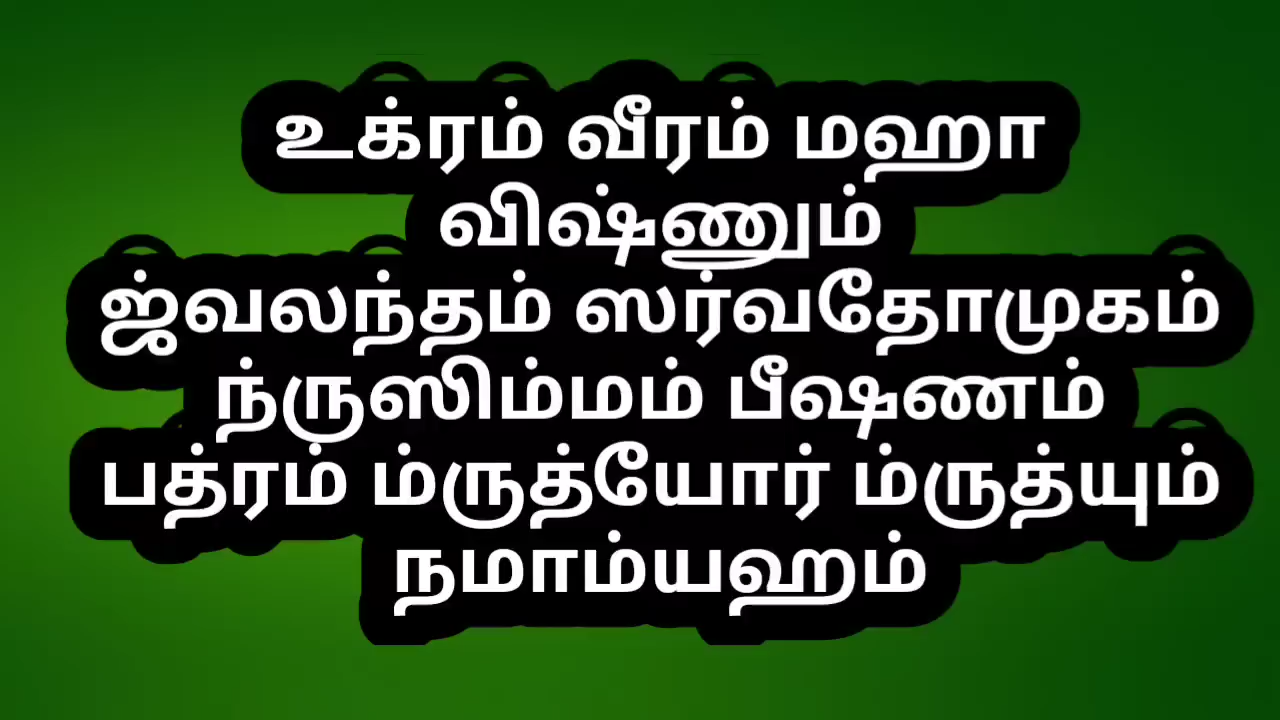 உக்ரம் வீரம் மஹா
விஷ்ணும்
ஜ்வலந்தம் ஸர்வதோமுகம்
ந்ருஸிம்மம் பீஷணம்
பத்ரம் ம்ருத்யோர் ம்ருத்யும்
நமாம்யஹம்